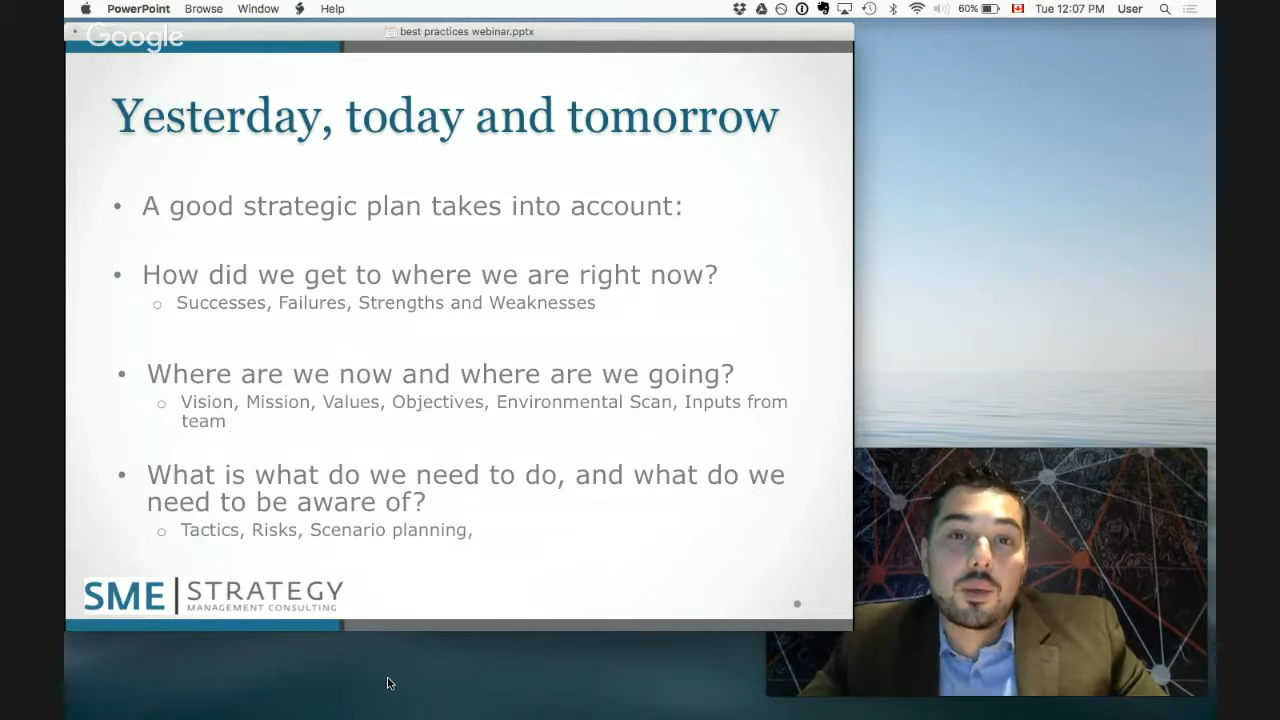 PowerPoint Browse Window Help 60% Tue 12:07 PM User
best practices webinar.pptx
Google
Yesterday, today and tomorrow
• A good strategic plan takes into account:
• How did we get to where we are right now?
o Successes, Failures, Strengths and Weaknesses
• Where are we now and where are we going?
o Vision, Mission, Values, Objectives, Environmental Scan, Inputs from
team
• What is what do we need to do, and what do we
need to be aware of?
o Tactics, Risks, Scenario planning,
SME | STRATEGY
MANAGEMENT CONSULTING